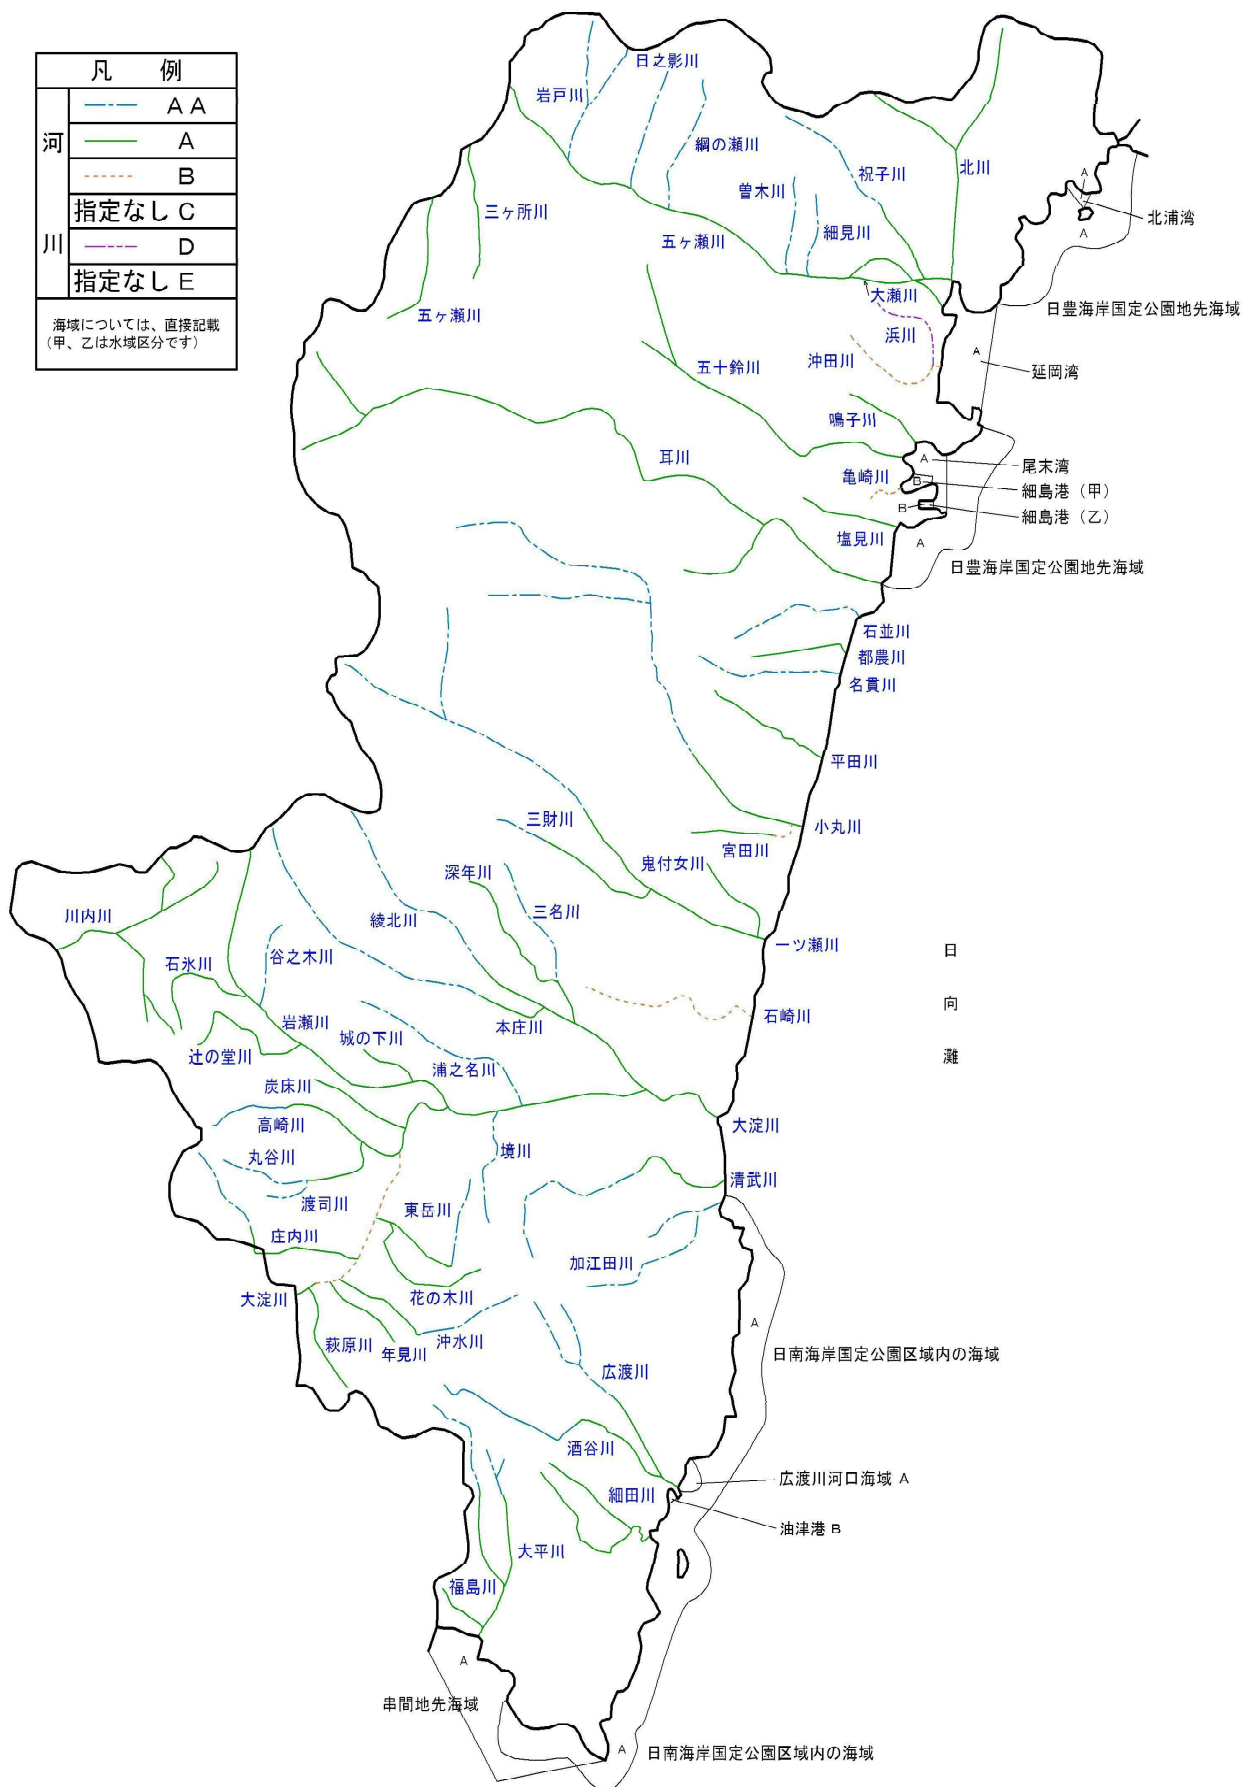 凡 例
河川
AA
A
B
指定なし C
D
指定なし E
海域については、直接記載
(甲、乙は水域区分です)
日之影川
岩戸川
綱の瀬川
祝子川
北川
曽木川
A
北浦湾
三ヶ所川
細見川
A
五ヶ瀬川
大瀬川
日豊海岸国定公園地先海域
五ヶ瀬川
浜川
沖田川
A
五十鈴川
延岡湾
鳴子川
耳川
A
尾末湾
亀崎川
B
細島港(甲)
B
細島港(乙)
塩見川
A
日豊海岸国定公園地先海域
石並川
都農川
名貫川
平田川
三財川
小丸川
宮田川
鬼付女川
深年川
川内川
綾北川
三名川
一ツ瀬川
日向灘
谷之木川
石氷川
石崎川
岩瀬川
本庄川
城の下川
辻の堂川
浦之名川
炭床川
高崎川
大淀川
丸谷川
境川
清武川
渡司川
東岳川
庄内川
加江田川
大淀川
花の木川
A
萩原川
年見川
沖水川
日南海岸国定公園区域内の海域
広渡川
酒谷川
広渡川河口海域 A
細田川
油津港 B
大平川
福島川
A
串間地先海域
A
日南海岸国定公園区域内の海域